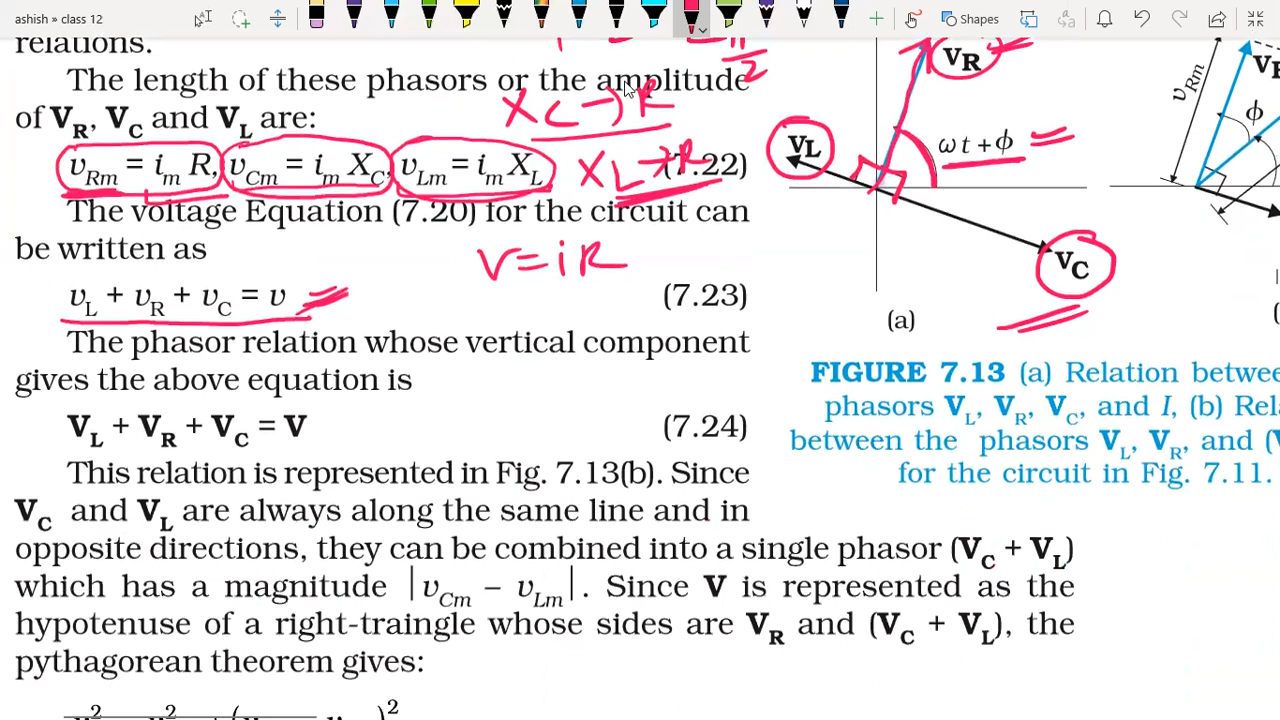 ashish » class 12
Shapes
relations.
The length of these phasors or the amplitude
of VR, VC and VL are:
vRm = im R, vCm = im XC, vLm = im XL (7.22)
The voltage Equation (7.20) for the circuit can
be written as
vL + vR + vC = v (7.23)
The phasor relation whose vertical component
gives the above equation is
VL + VR + VC = V (7.24)
This relation is represented in Fig. 7.13(b). Since
VC and VL are always along the same line and in
opposite directions, they can be combined into a single phasor (VC + VL)
which has a magnitude |vCm – vLm|. Since V is represented as the
hypotenuse of a right-traingle whose sides are VR and (VC + VL), the
pythagorean theorem gives:
π/2
XC → R
XL → R
V = iR
VR
VL
ωt + ϕ
VC
(a)
vRm
ϕ
FIGURE 7.13 (a) Relation betwee
phasors VL, VR, VC, and I, (b) Rel
between the phasors VL, VR, and (
for the circuit in Fig. 7.11.